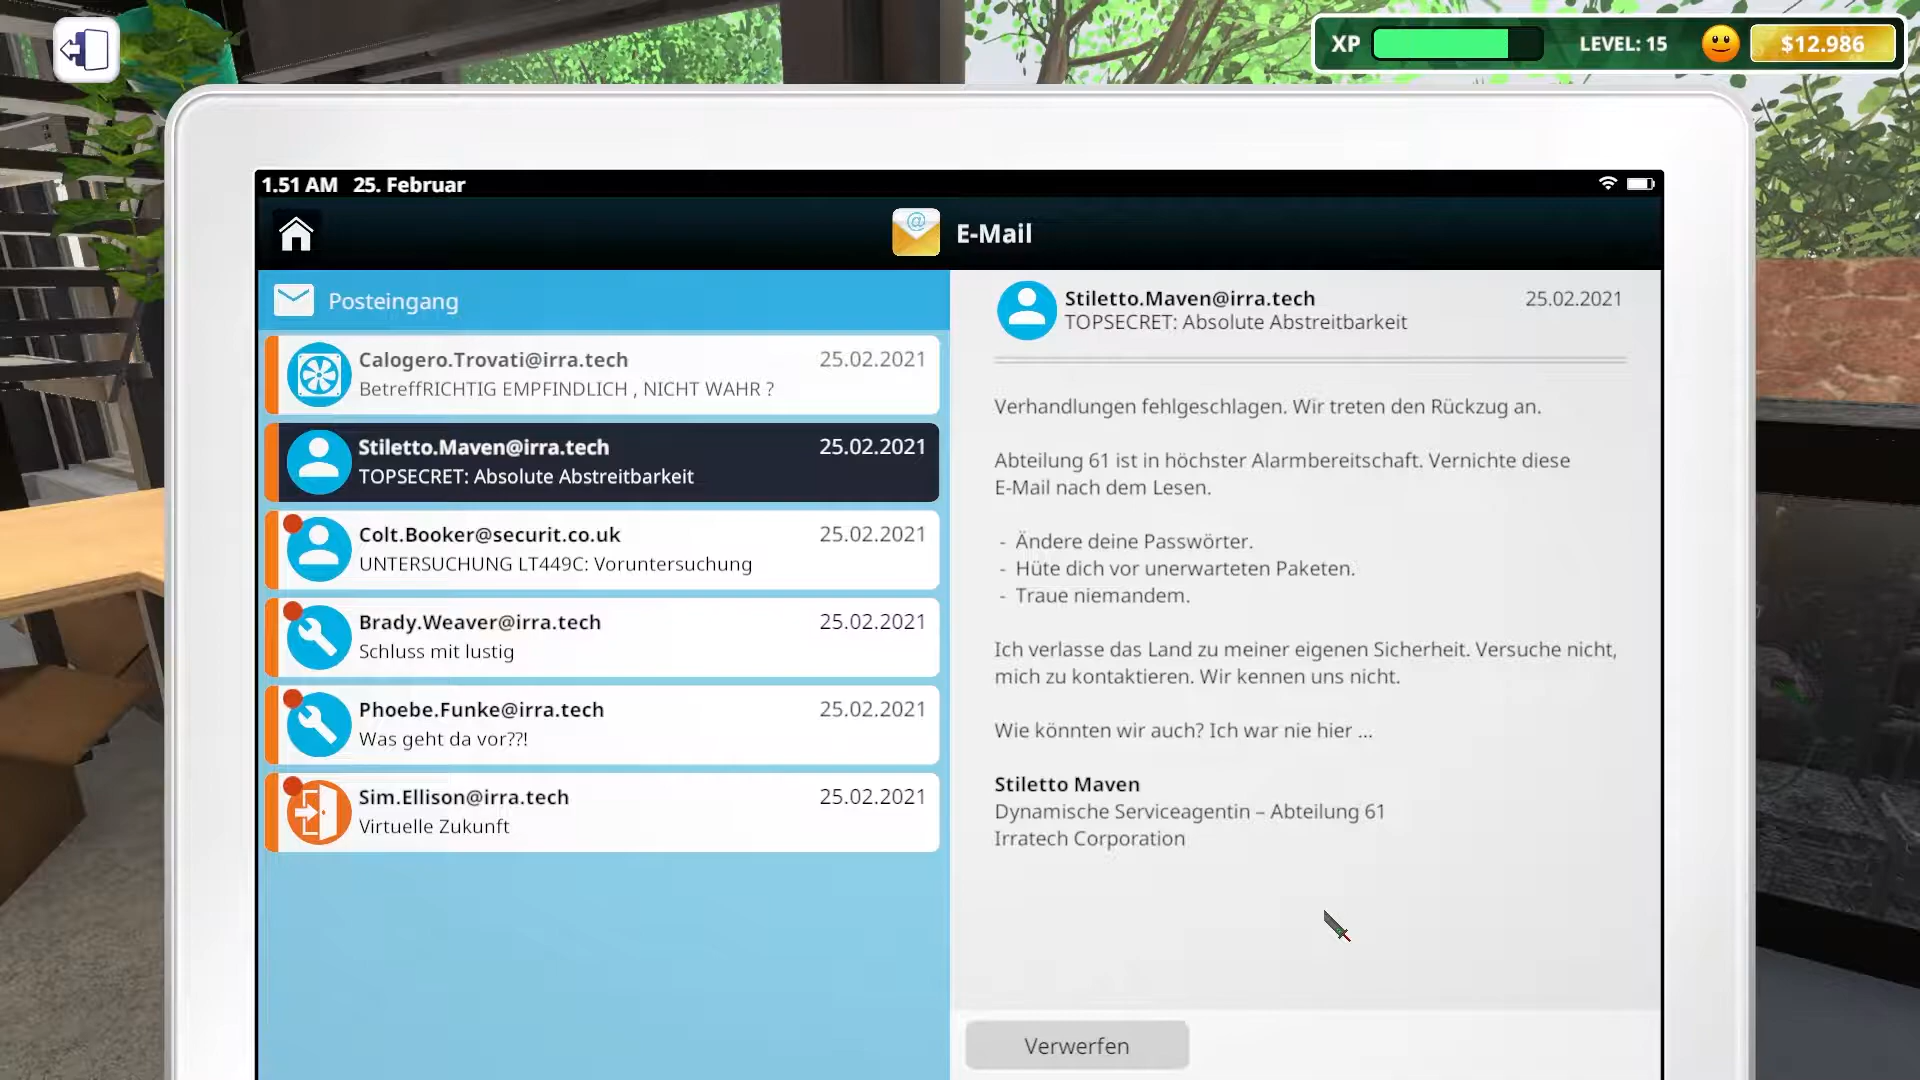 XP
LEVEL: 15
$12.986
1.51 AM 25. Februar
E-Mail
Posteingang
Calogero.Trovati@irra.tech 25.02.2021
BetreffRICHTIG EMPFINDLICH , NICHT WAHR ?
Stiletto.Maven@irra.tech 25.02.2021
TOPSECRET: Absolute Abstreitbarkeit
Colt.Booker@securit.co.uk 25.02.2021
UNTERSUCHUNG LT449C: Voruntersuchung
Brady.Weaver@irra.tech 25.02.2021
Schluss mit lustig
Phoebe.Funke@irra.tech 25.02.2021
Was geht da vor??!
Sim.Ellison@irra.tech 25.02.2021
Virtuelle Zukunft
Stiletto.Maven@irra.tech 25.02.2021
TOPSECRET: Absolute Abstreitbarkeit
Verhandlungen fehlgeschlagen. Wir treten den Rückzug an.
Abteilung 61 ist in höchster Alarmbereitschaft. Vernichte diese
E-Mail nach dem Lesen.
- Ändere deine Passwörter.
- Hüte dich vor unerwarteten Paketen.
- Traue niemandem.
Ich verlasse das Land zu meiner eigenen Sicherheit. Versuche nicht,
mich zu kontaktieren. Wir kennen uns nicht.
Wie könnten wir auch? Ich war nie hier ...
Stiletto Maven
Dynamische Serviceagentin – Abteilung 61
Irratech Corporation
Verwerfen